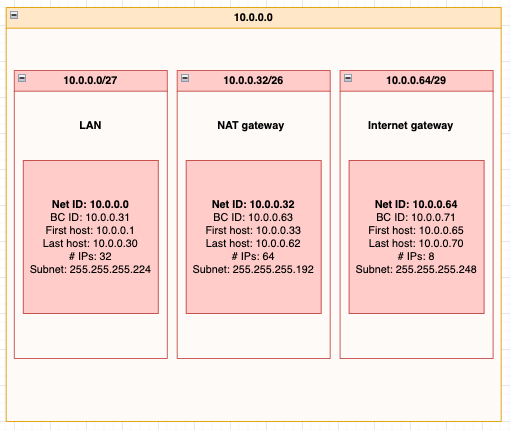 10.0.0.0
10.0.0.0/27
LAN
Net ID: 10.0.0.0
BC ID: 10.0.0.31
First host: 10.0.0.1
Last host: 10.0.0.30
# IPs: 32
Subnet: 255.255.255.224
10.0.0.32/26
NAT gateway
Net ID: 10.0.0.32
BC ID: 10.0.0.63
First host: 10.0.0.33
Last host: 10.0.0.62
# IPs: 64
Subnet: 255.255.255.192
10.0.0.64/29
Internet gateway
Net ID: 10.0.0.64
BC ID: 10.0.0.71
First host: 10.0.0.65
Last host: 10.0.0.70
# IPs: 8
Subnet: 255.255.255.248